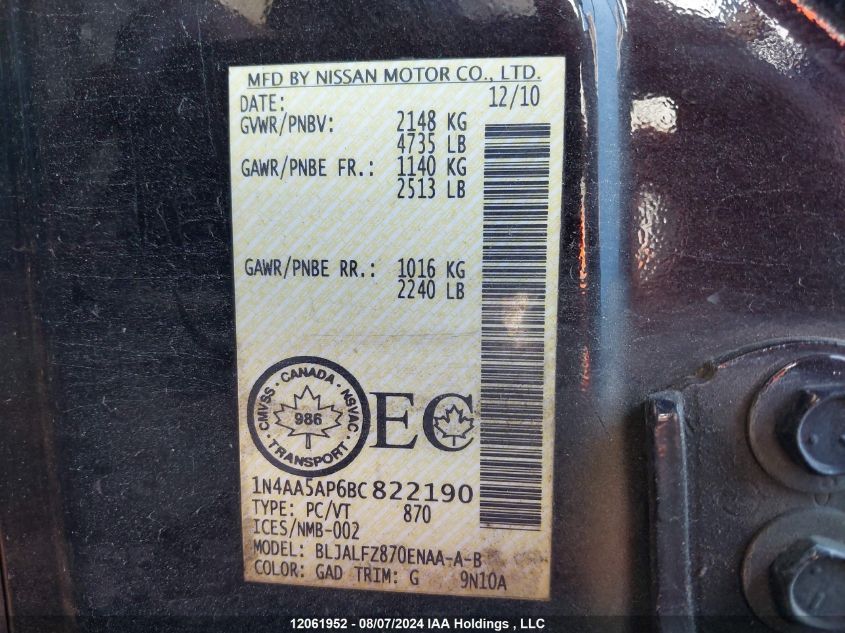 MFD BY NISSAN MOTOR CO., LTD.
DATE: 12/10
GVWR/PNBV: 2148 KG
4735 LB
GAWR/PNBE FR.: 1140 KG
2513 LB
GAWR/PNBE RR.: 1016 KG
2240 LB
CMVSS · CANADA · NSVAC
986
· TRANSPORT ·
EC
1N4AA5AP6BC822190
TYPE: PC/VT 870
ICES/NMB-002
MODEL: BLJALFZ870ENAA-A-B
COLOR: GAD TRIM: G 9N10A
12061952 - 08/07/2024 IAA Holdings , LLC